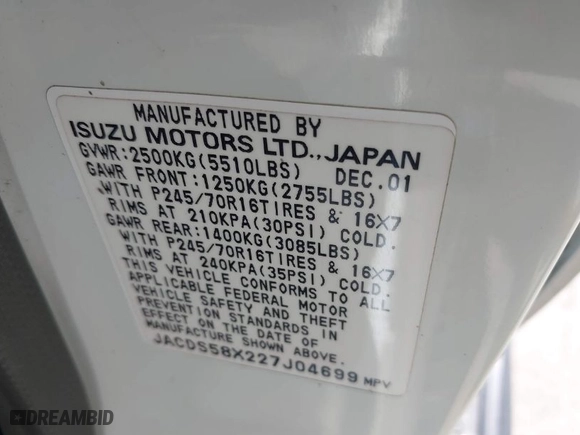 MANUFACTURED BY
ISUZU MOTORS LTD., JAPAN
GVWR:2500KG(5510LBS) DEC.01
GAWR FRONT:1250KG(2755LBS)
WITH P245/70R16TIRES & 16X7
RIMS AT 210KPA(30PSI) COLD.
GAWR REAR:1400KG(3085LBS)
WITH P245/70R16TIRES & 16X7
RIMS AT 240KPA(35PSI) COLD.
THIS VEHICLE CONFORMS TO ALL
APPLICABLE FEDERAL MOTOR
VEHICLE SAFETY AND THEFT
PREVENTION STANDARDS IN
EFFECT ON THE DATE OF
MANUFACTURE SHOWN ABOVE.
JACDS58X227J04699 MPV
DREAMBID